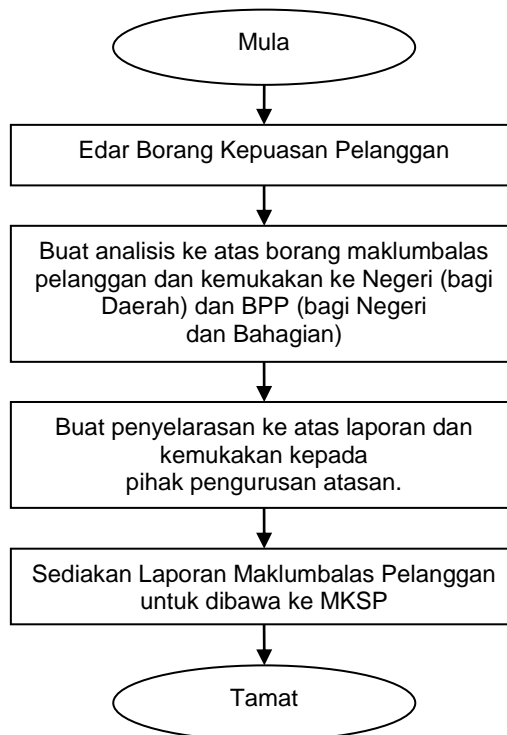 Mula
Edar Borang Kepuasan Pelanggan
Buat analisis ke atas borang maklumbalas
pelanggan dan kemukakan ke Negeri (bagi
Daerah) dan BPP (bagi Negeri
dan Bahagian)
Buat penyelarasan ke atas laporan dan
kemukakan kepada
pihak pengurusan atasan.
Sediakan Laporan Maklumbalas Pelanggan
untuk dibawa ke MKSP
Tamat